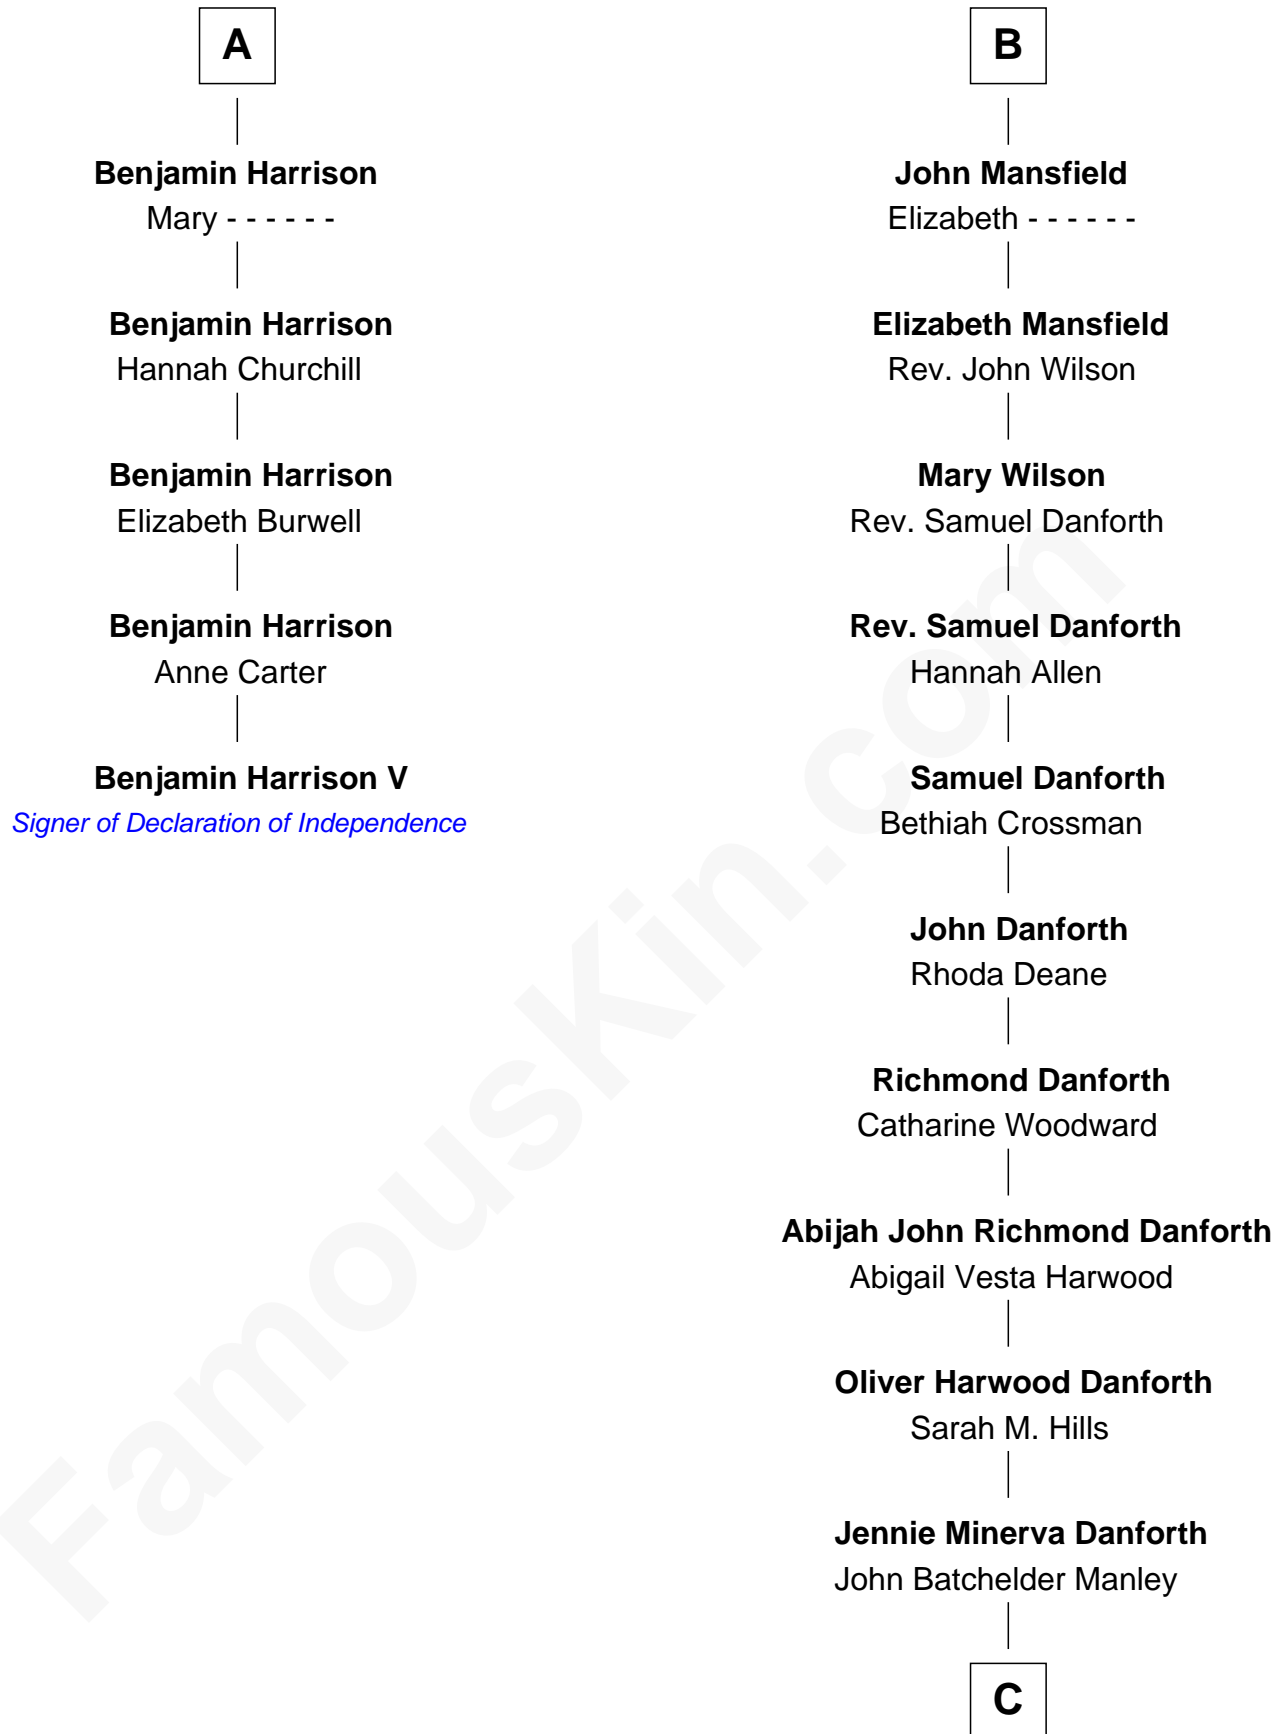 A
Benjamin Harrison
Mary - - - - - -
Benjamin Harrison
Hannah Churchill
Benjamin Harrison
Elizabeth Burwell
Benjamin Harrison
Anne Carter
Benjamin Harrison V
Signer of Declaration of Independence
B
John Mansfield
Elizabeth - - - - - -
Elizabeth Mansfield
Rev. John Wilson
Mary Wilson
Rev. Samuel Danforth
Rev. Samuel Danforth
Hannah Allen
Samuel Danforth
Bethiah Crossman
John Danforth
Rhoda Deane
Richmond Danforth
Catharine Woodward
Abijah John Richmond Danforth
Abigail Vesta Harwood
Oliver Harwood Danforth
Sarah M. Hills
Jennie Minerva Danforth
John Batchelder Manley
C
FamousKin.com